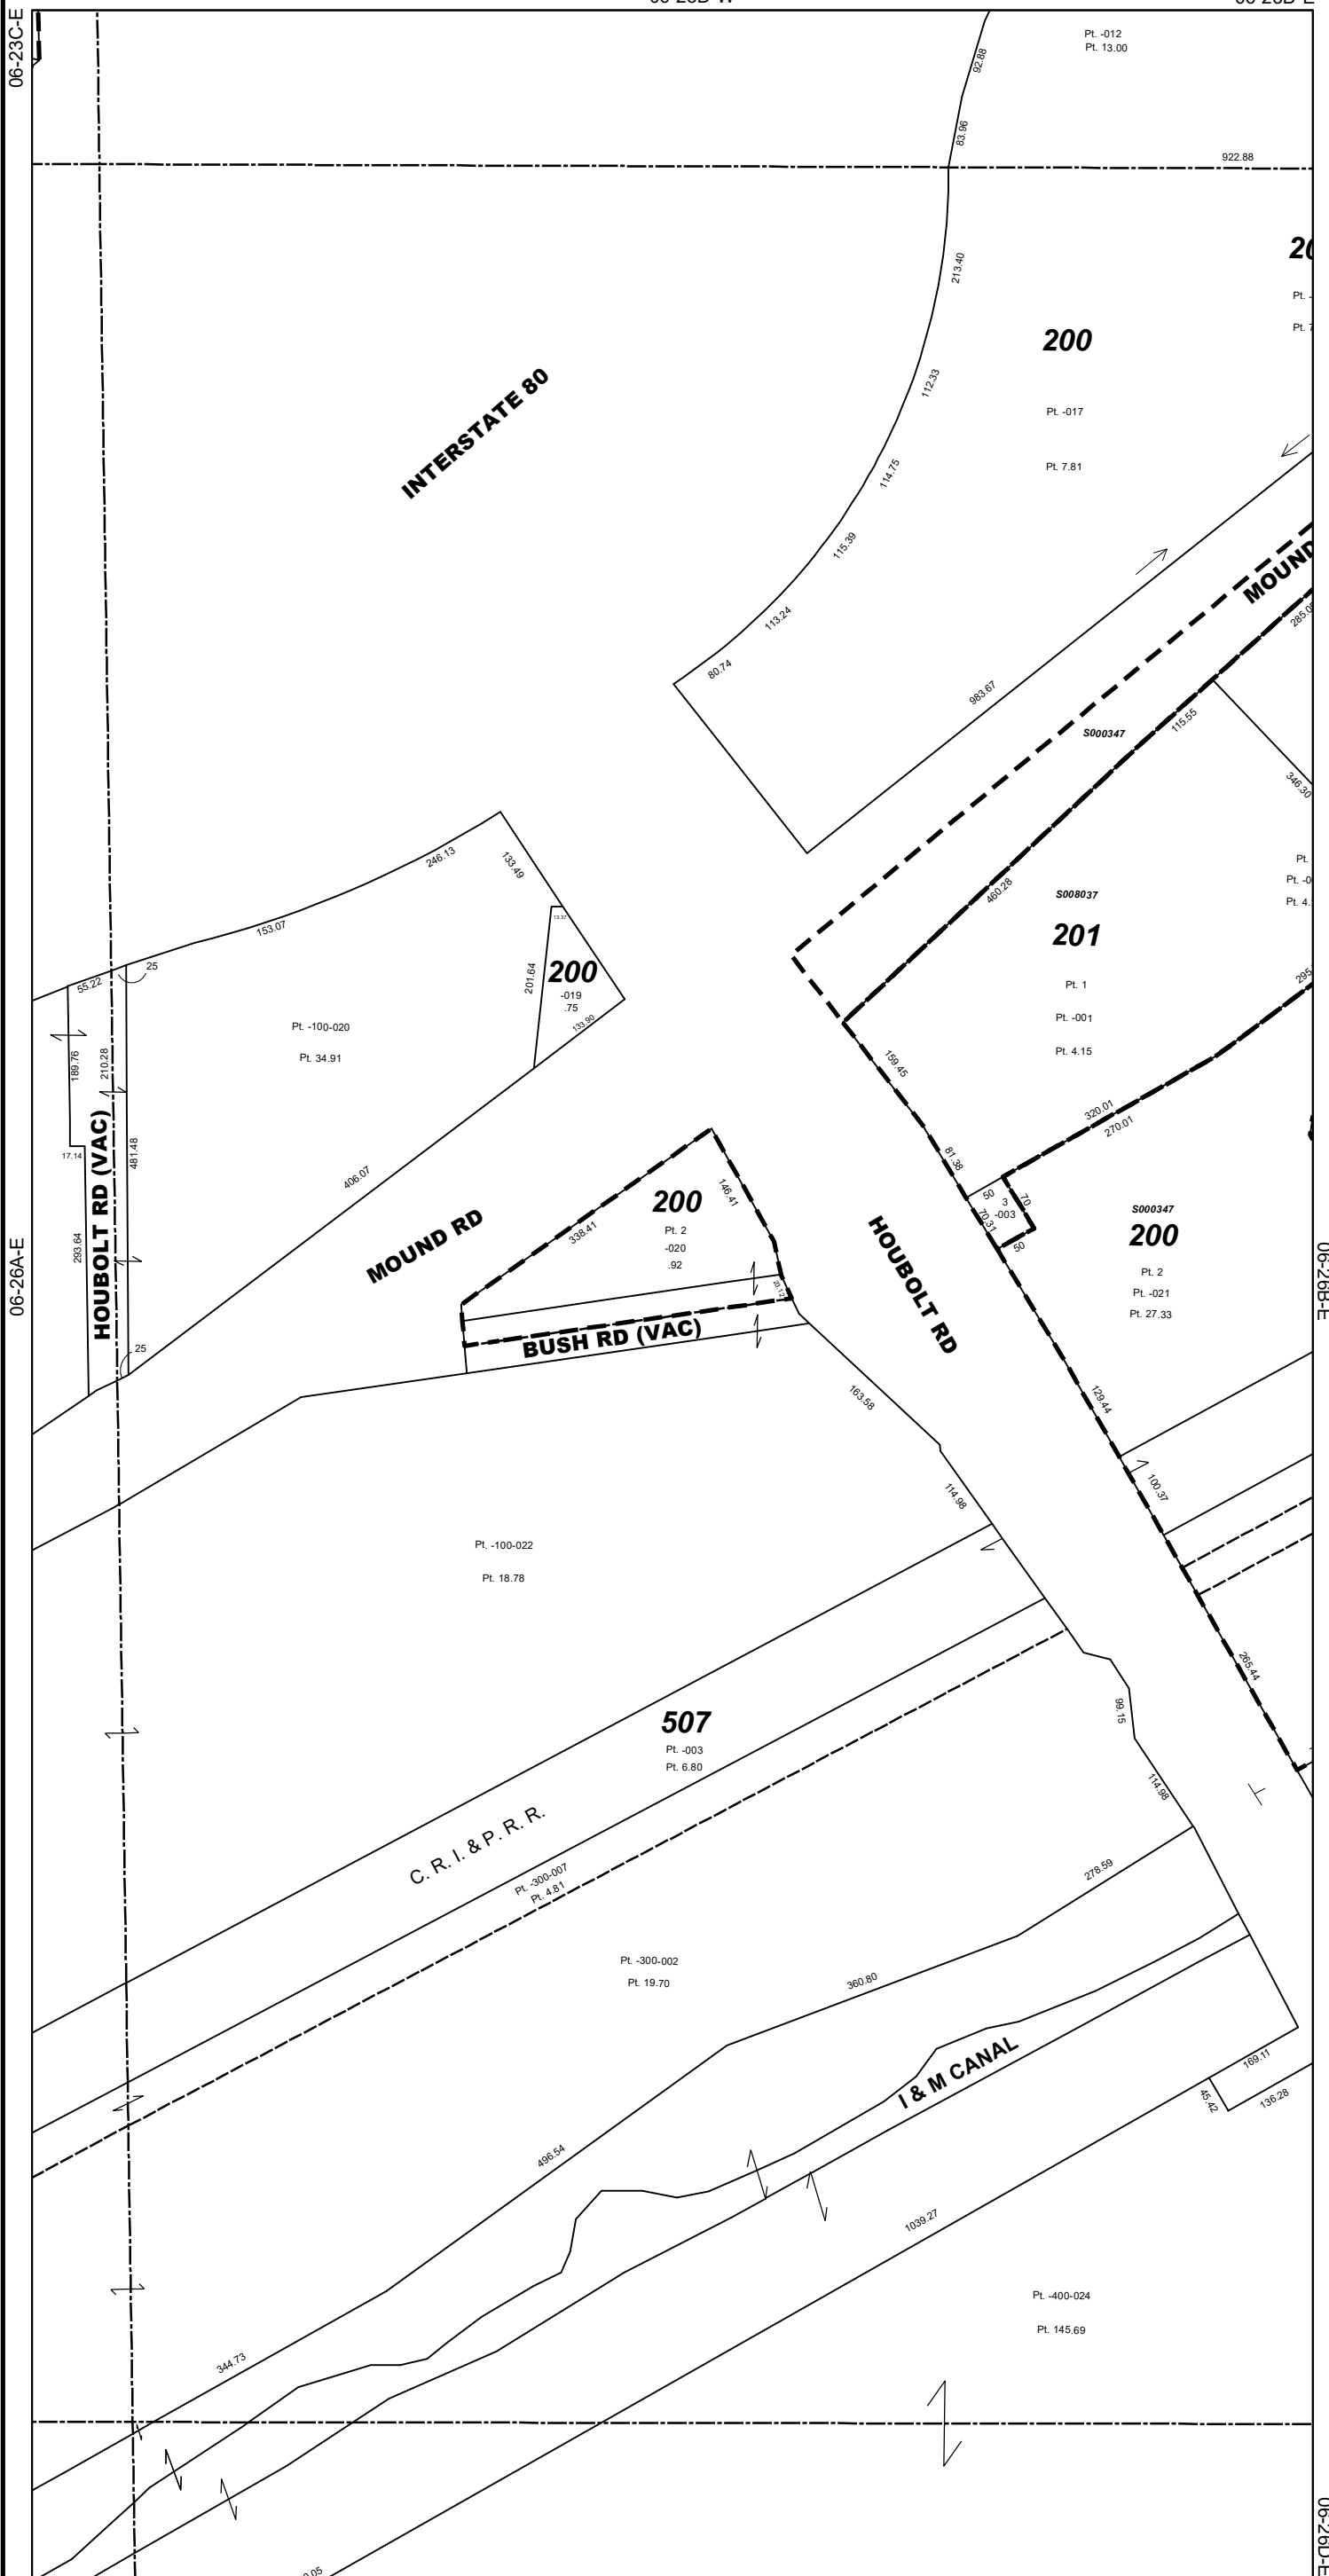 06-23C-E
Pt. -012
Pt. 13.00
92.88
83.96
922.88
213.40
200
112.33
Pt. -017
INTERSTATE 80
Pt. 7.81
114.75
115.39
MOUND
113.24
80.74
983.67
115.55
S000347
346.30
246.13
133.49
460.28
S008037
201
13.37
153.07
25
200
201.64
-019
.75
55.22
Pt. 1
Pt. -100-020
133.90
Pt. -001
Pt. 34.91
Pt. 4.15
189.76
210.28
159.45
320.01
270.01
HOUBOLT RD (VAC)
17.14
481.48
81.38
406.07
146.41
50
3
70
-003
70.31
50
200
Pt. 2
-020
.92
338.41
MOUND RD
S000347
200
Pt. 2
-021
Pt. 27.33
HOUBOLT RD
293.64
06-26A-E
06-26B-E
BUSH RD (VAC)
25
163.58
129.44
114.98
100.37
Pt. -100-022
Pt. 18.78
265.44
507
Pt. -003
Pt. 6.80
99.15
114.98
C. R. I. & P. R. R.
Pt. -300-007
Pt. 4.81
278.59
Pt. -300-002
Pt. 19.70
360.80
I & M CANAL
169.11
45.42
136.28
496.54
1039.27
Pt. -400-024
Pt. 145.69
344.73
06-26D-E